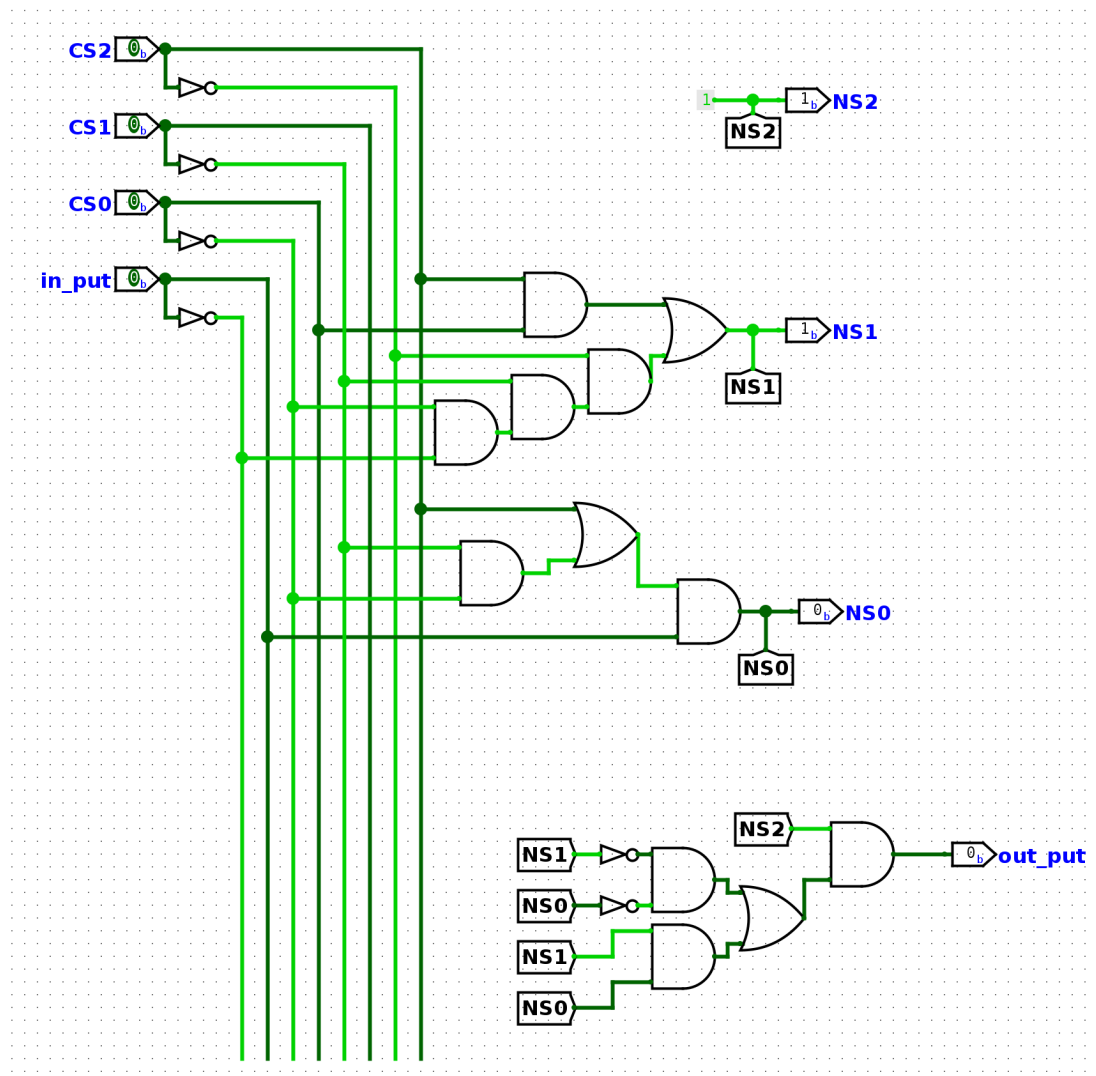 CS2 0b
1 1b NS2
NS2
CS1 0b
CS0 0b
in_put 0b
1b NS1
NS1
0b NS0
NS0
NS2
NS1
0b out_put
NS0
NS1
NS0